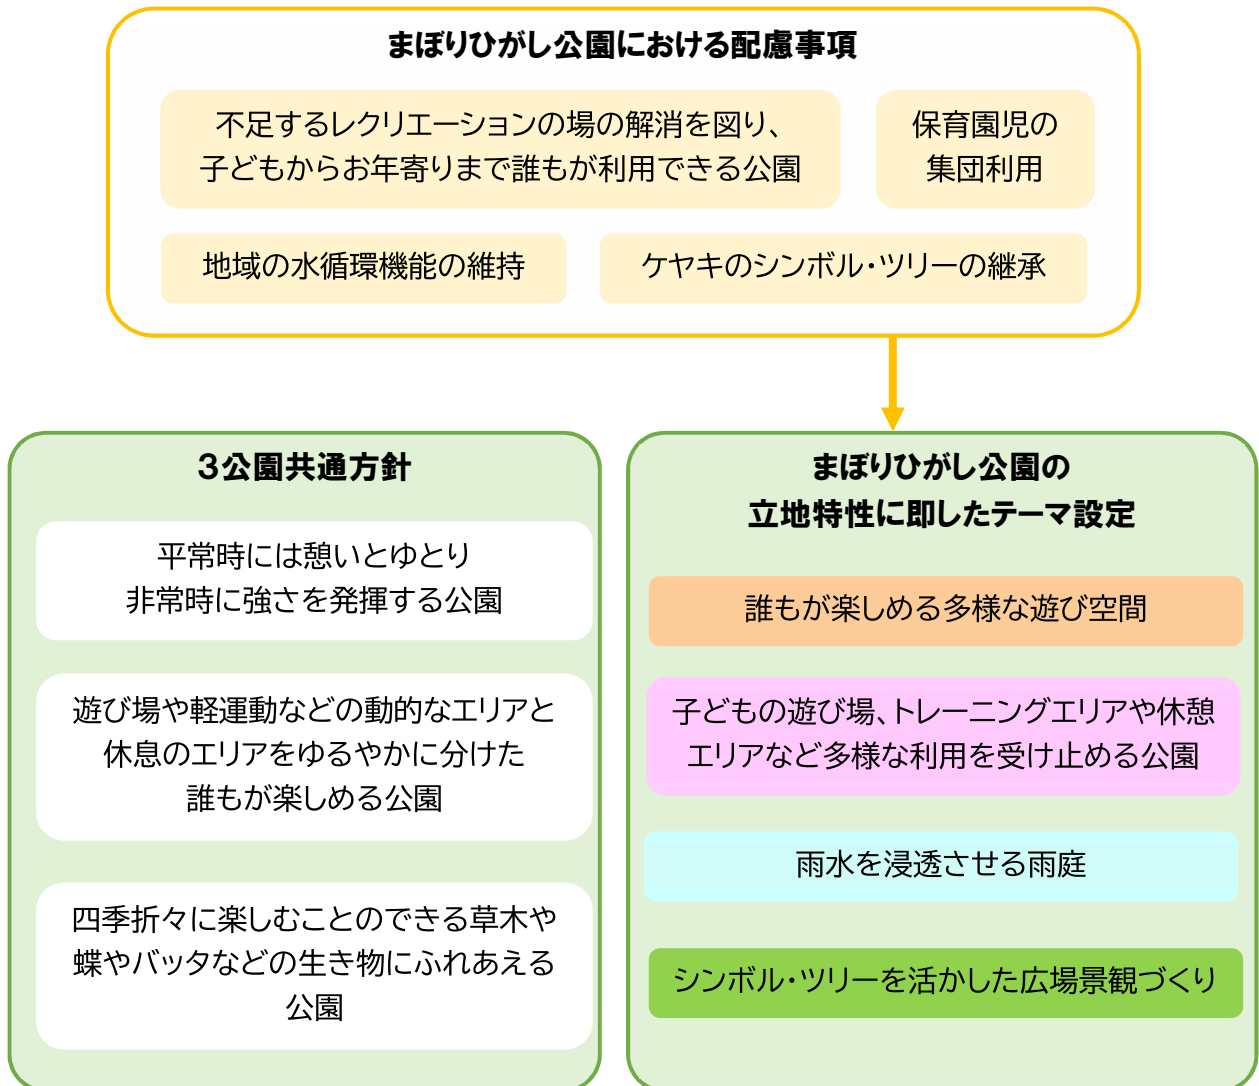 まぼりひがし公園における配慮事項
不足するレクリエーションの場の解消を図り、
子どもからお年寄りまで誰もが利用できる公園
保育園児の
集団利用
地域の水循環機能の維持
ケヤキのシンボル・ツリーの継承
３公園共通方針
平常時には憩いとゆとり
非常時に強さを発揮する公園
遊び場や軽運動などの動的なエリアと
休息のエリアをゆるやかに分けた
誰もが楽しめる公園
四季折々に楽しむことのできる草木や
蝶やバッタなどの生き物にふれあえる
公園
まぼりひがし公園の
立地特性に即したテーマ設定
誰もが楽しめる多様な遊び空間
子どもの遊び場、トレーニングエリアや休憩
エリアなど多様な利用を受け止める公園
雨水を浸透させる雨庭
シンボル・ツリーを活かした広場景観づくり